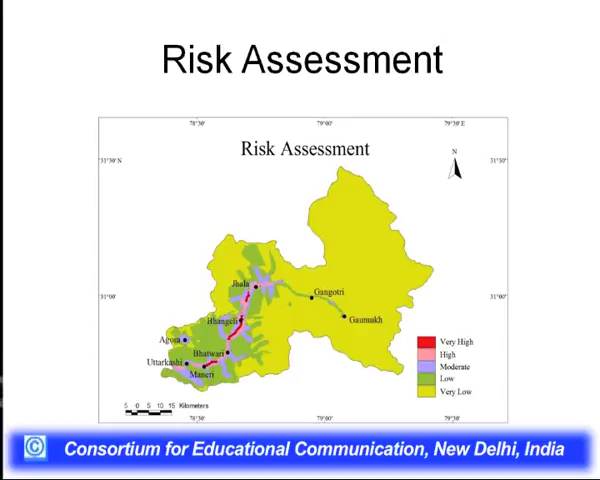 Risk Assessment
78°30'
79°00'
79°30' E
Risk Assessment
N
31°30' N
31°30'
Jhala
Gangotri
31°00'
31°00'
Bhangeli
Gaumukh
Agora
Bhatwari
Uttarkashi
Maneri
Very High
High
Moderate
Low
Very Low
5 0 5 10 15 Kilometers
78°30'
79°00'
79°30'
© Consortium for Educational Communication, New Delhi, India